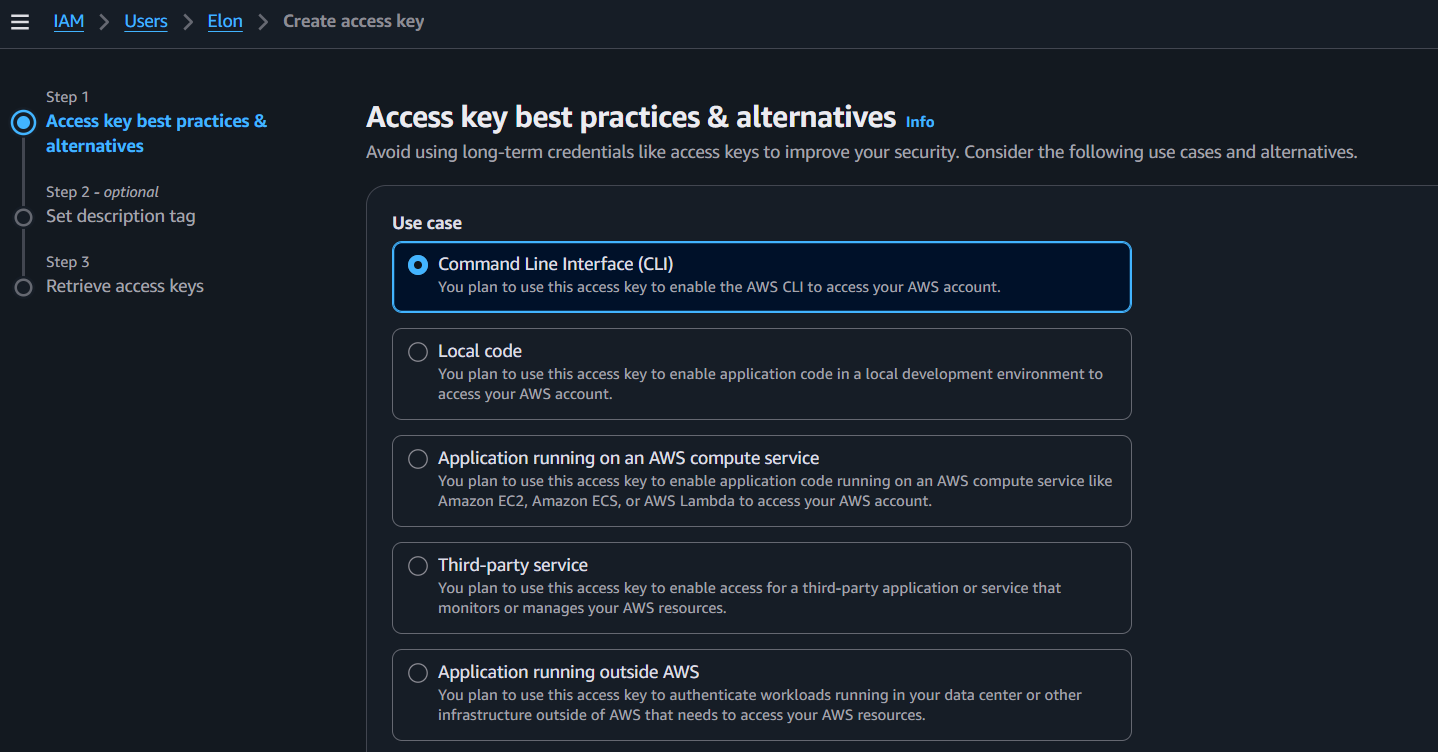 IAM > Users > Elon > Create access key
Step 1
Access key best practices &
alternatives
Step 2 - optional
Set description tag
Step 3
Retrieve access keys
Access key best practices & alternatives Info
Avoid using long-term credentials like access keys to improve your security. Consider the following use cases and alternatives.
Use case
Command Line Interface (CLI)
You plan to use this access key to enable the AWS CLI to access your AWS account.
Local code
You plan to use this access key to enable application code in a local development environment to
access your AWS account.
Application running on an AWS compute service
You plan to use this access key to enable application code running on an AWS compute service like
Amazon EC2, Amazon ECS, or AWS Lambda to access your AWS account.
Third-party service
You plan to use this access key to enable access for a third-party application or service that
monitors or manages your AWS resources.
Application running outside AWS
You plan to use this access key to authenticate workloads running in your data center or other
infrastructure outside of AWS that needs to access your AWS resources.